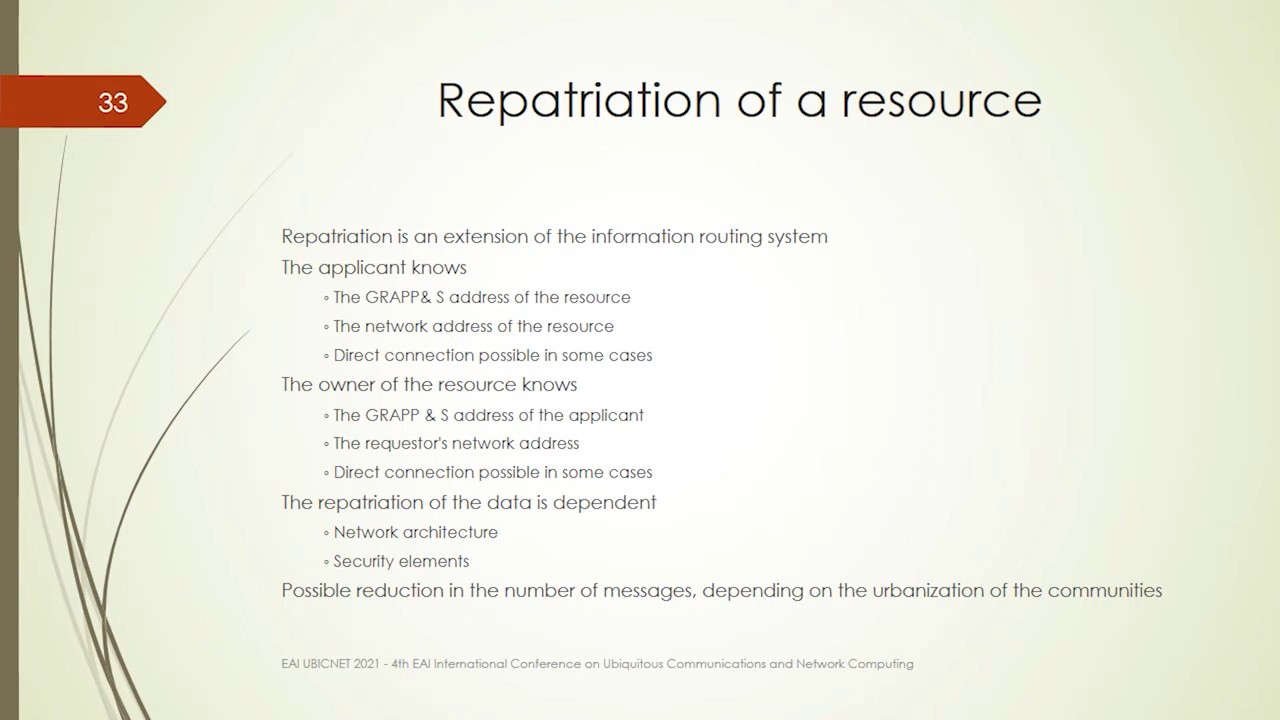 33
Repatriation of a resource
Repatriation is an extension of the information routing system
The applicant knows
◦ The GRAPP& S address of the resource
◦ The network address of the resource
◦ Direct connection possible in some cases
The owner of the resource knows
◦ The GRAPP & S address of the applicant
◦ The requestor's network address
◦ Direct connection possible in some cases
The repatriation of the data is dependent
◦ Network architecture
◦ Security elements
Possible reduction in the number of messages, depending on the urbanization of the communities
EAI UBICNET 2021 - 4th EAI International Conference on Ubiquitous Communications and Network Computing